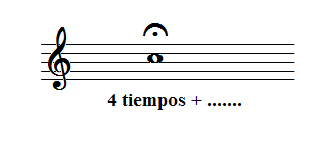 4 tiempos + .......